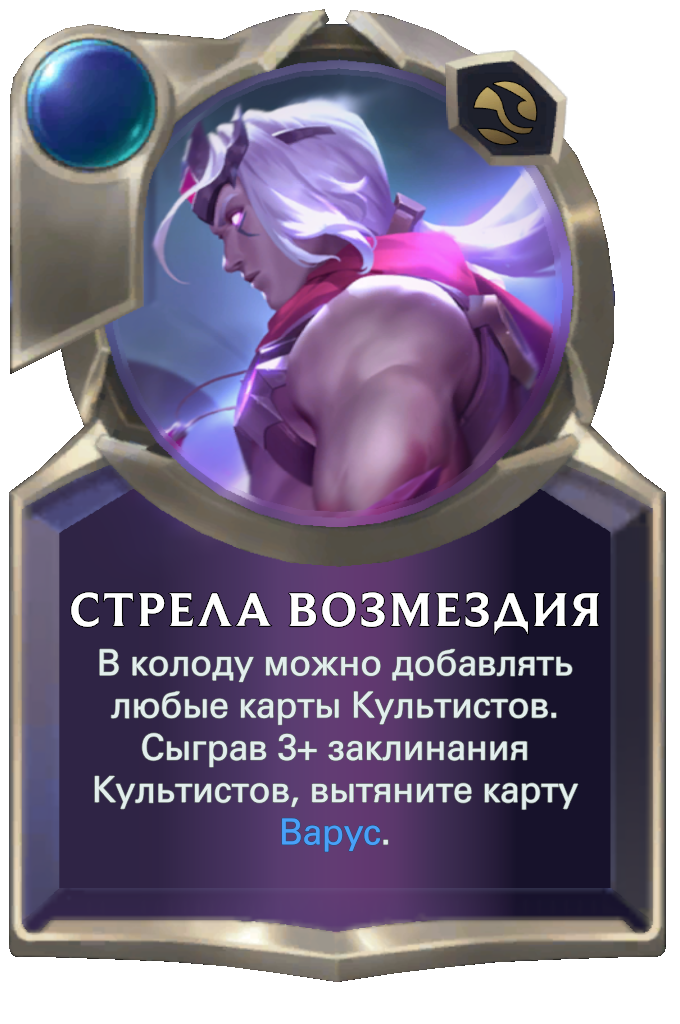 СТРЕЛА ВОЗМЕЗДИЯ
В колоду можно добавлять
любые карты Культистов.
Сыграв 3+ заклинания
Культистов, вытяните карту
Варус.